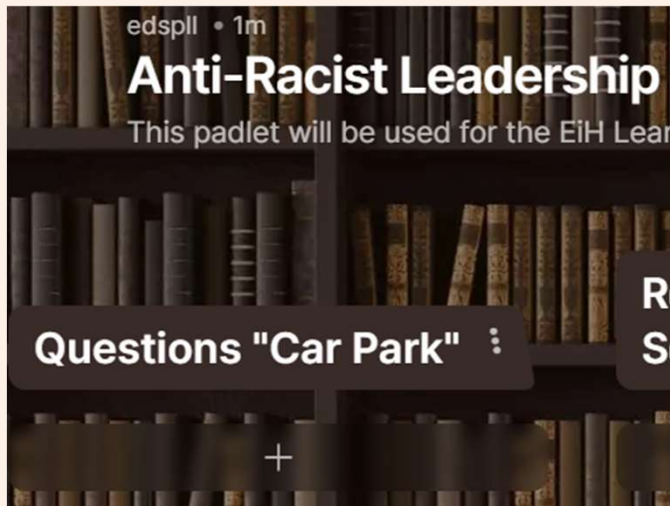 edspll • 1m
Anti-Racist Leadership
This padlet will be used for the EiH Lear
Questions "Car Park"
R
S